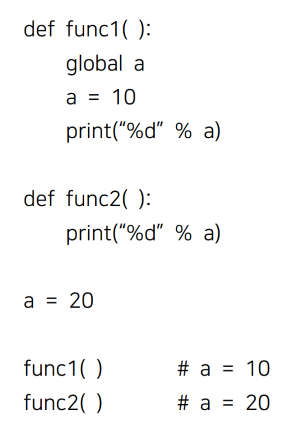 def func1( ):
    global a
    a = 10
    print(“%d” % a)

def func2( ):
    print(“%d” % a)

a = 20

func1( )        # a = 10
func2( )        # a = 20